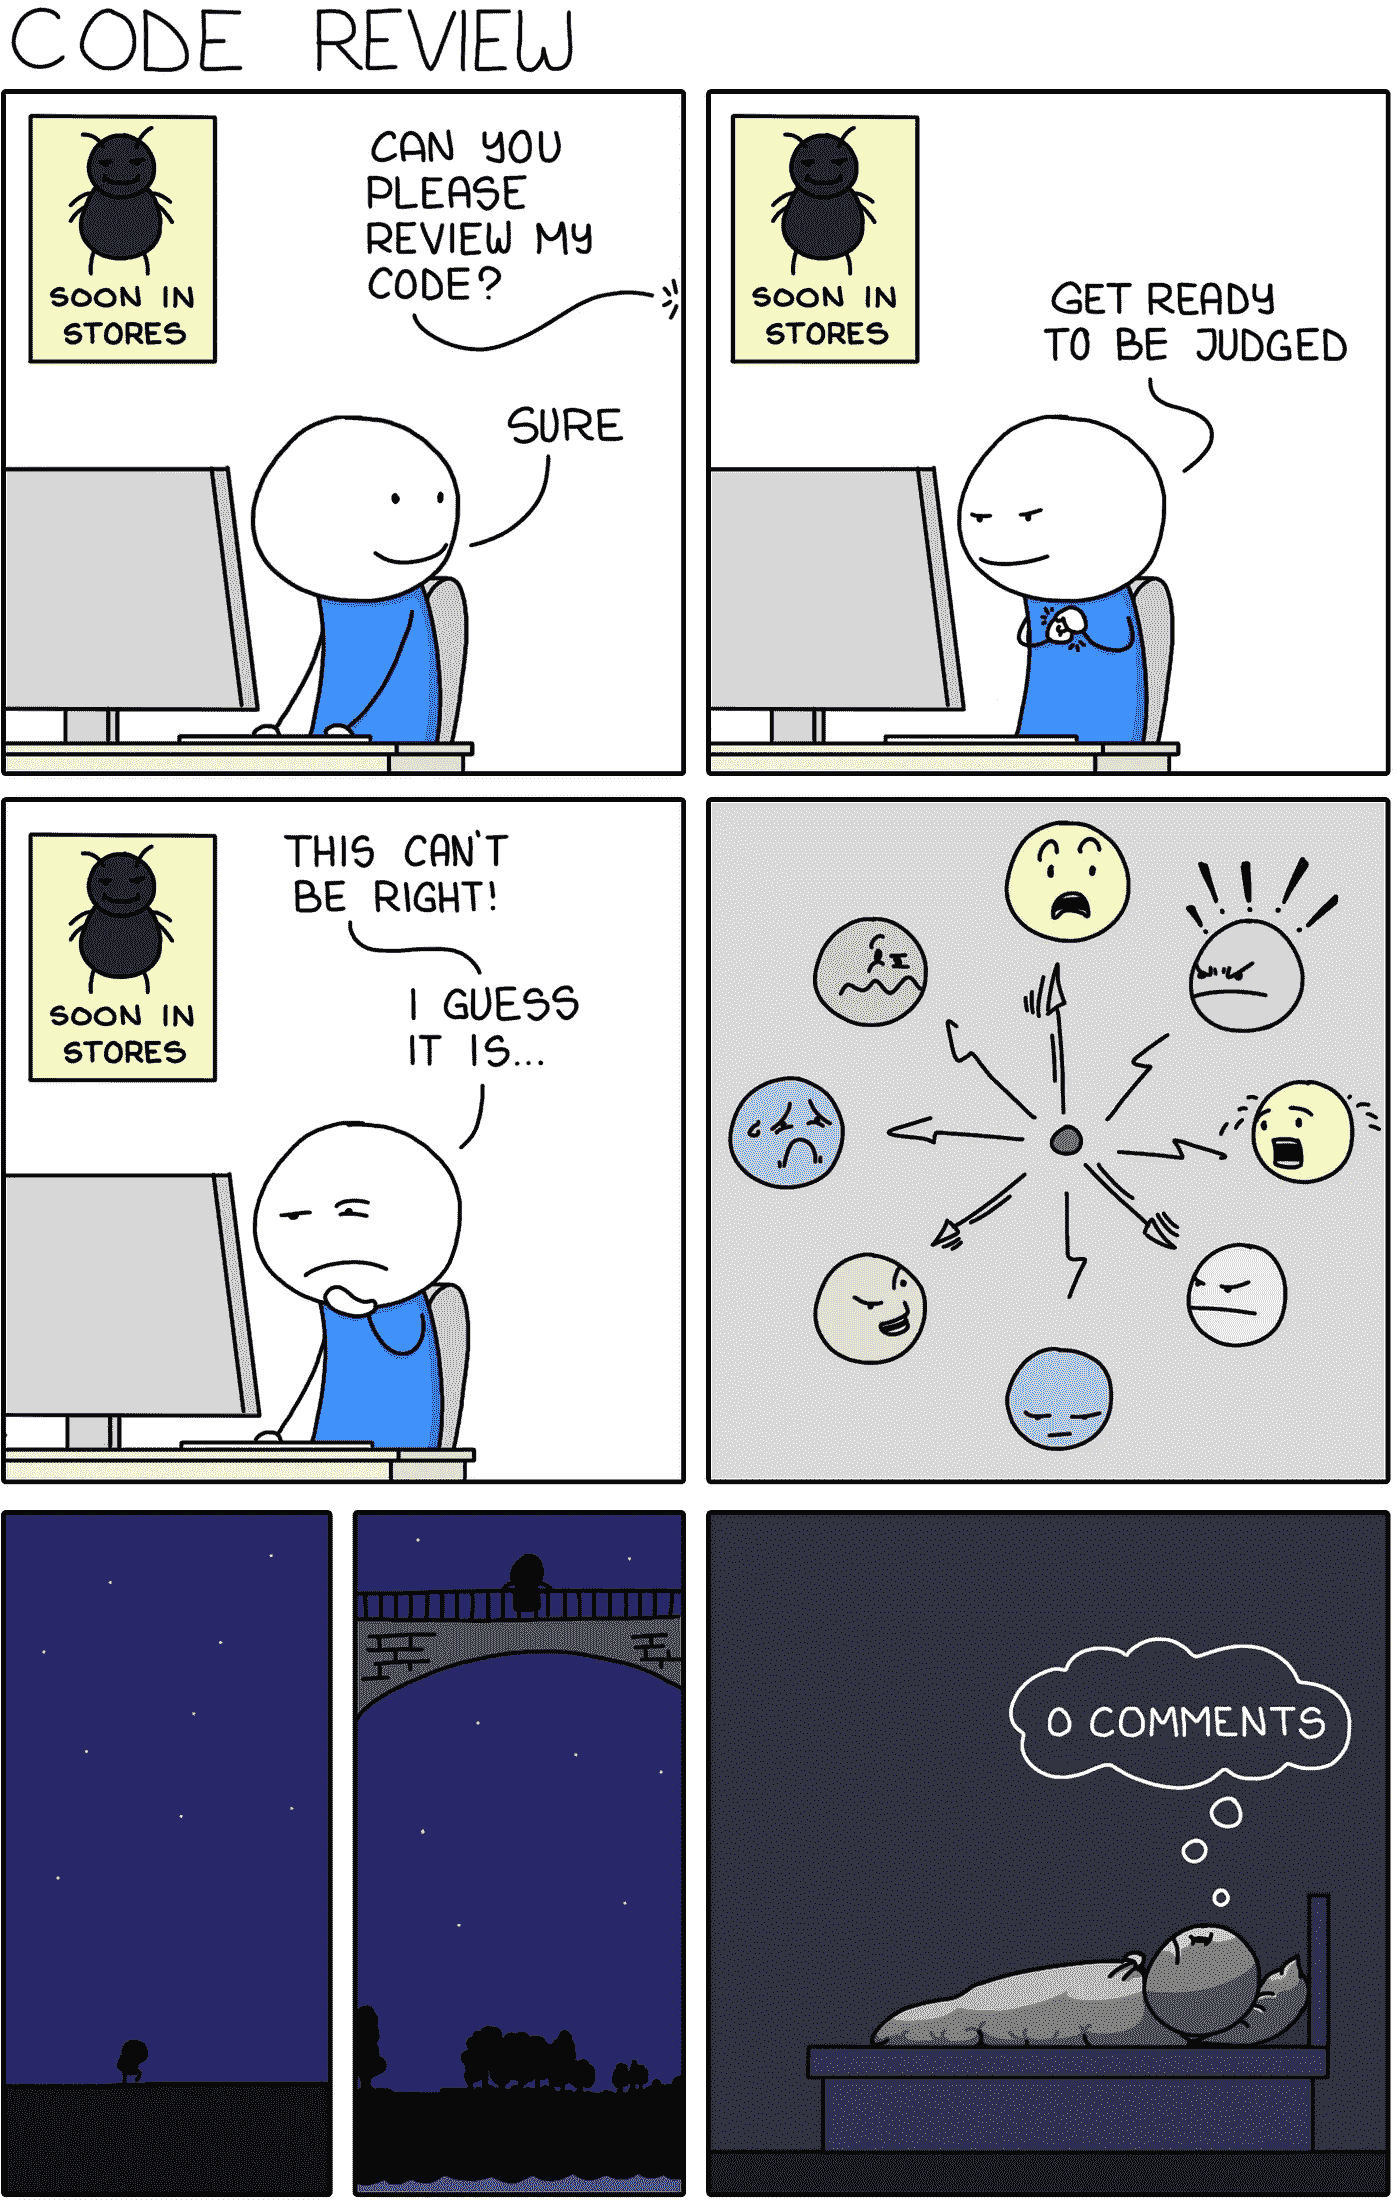 CODE REVIEW
SOON IN
STORES
CAN YOU
PLEASE
REVIEW MY
CODE?
SURE
SOON IN
STORES
GET READY
TO BE JUDGED
SOON IN
STORES
THIS CAN'T
BE RIGHT!
I GUESS
IT IS...
0 COMMENTS